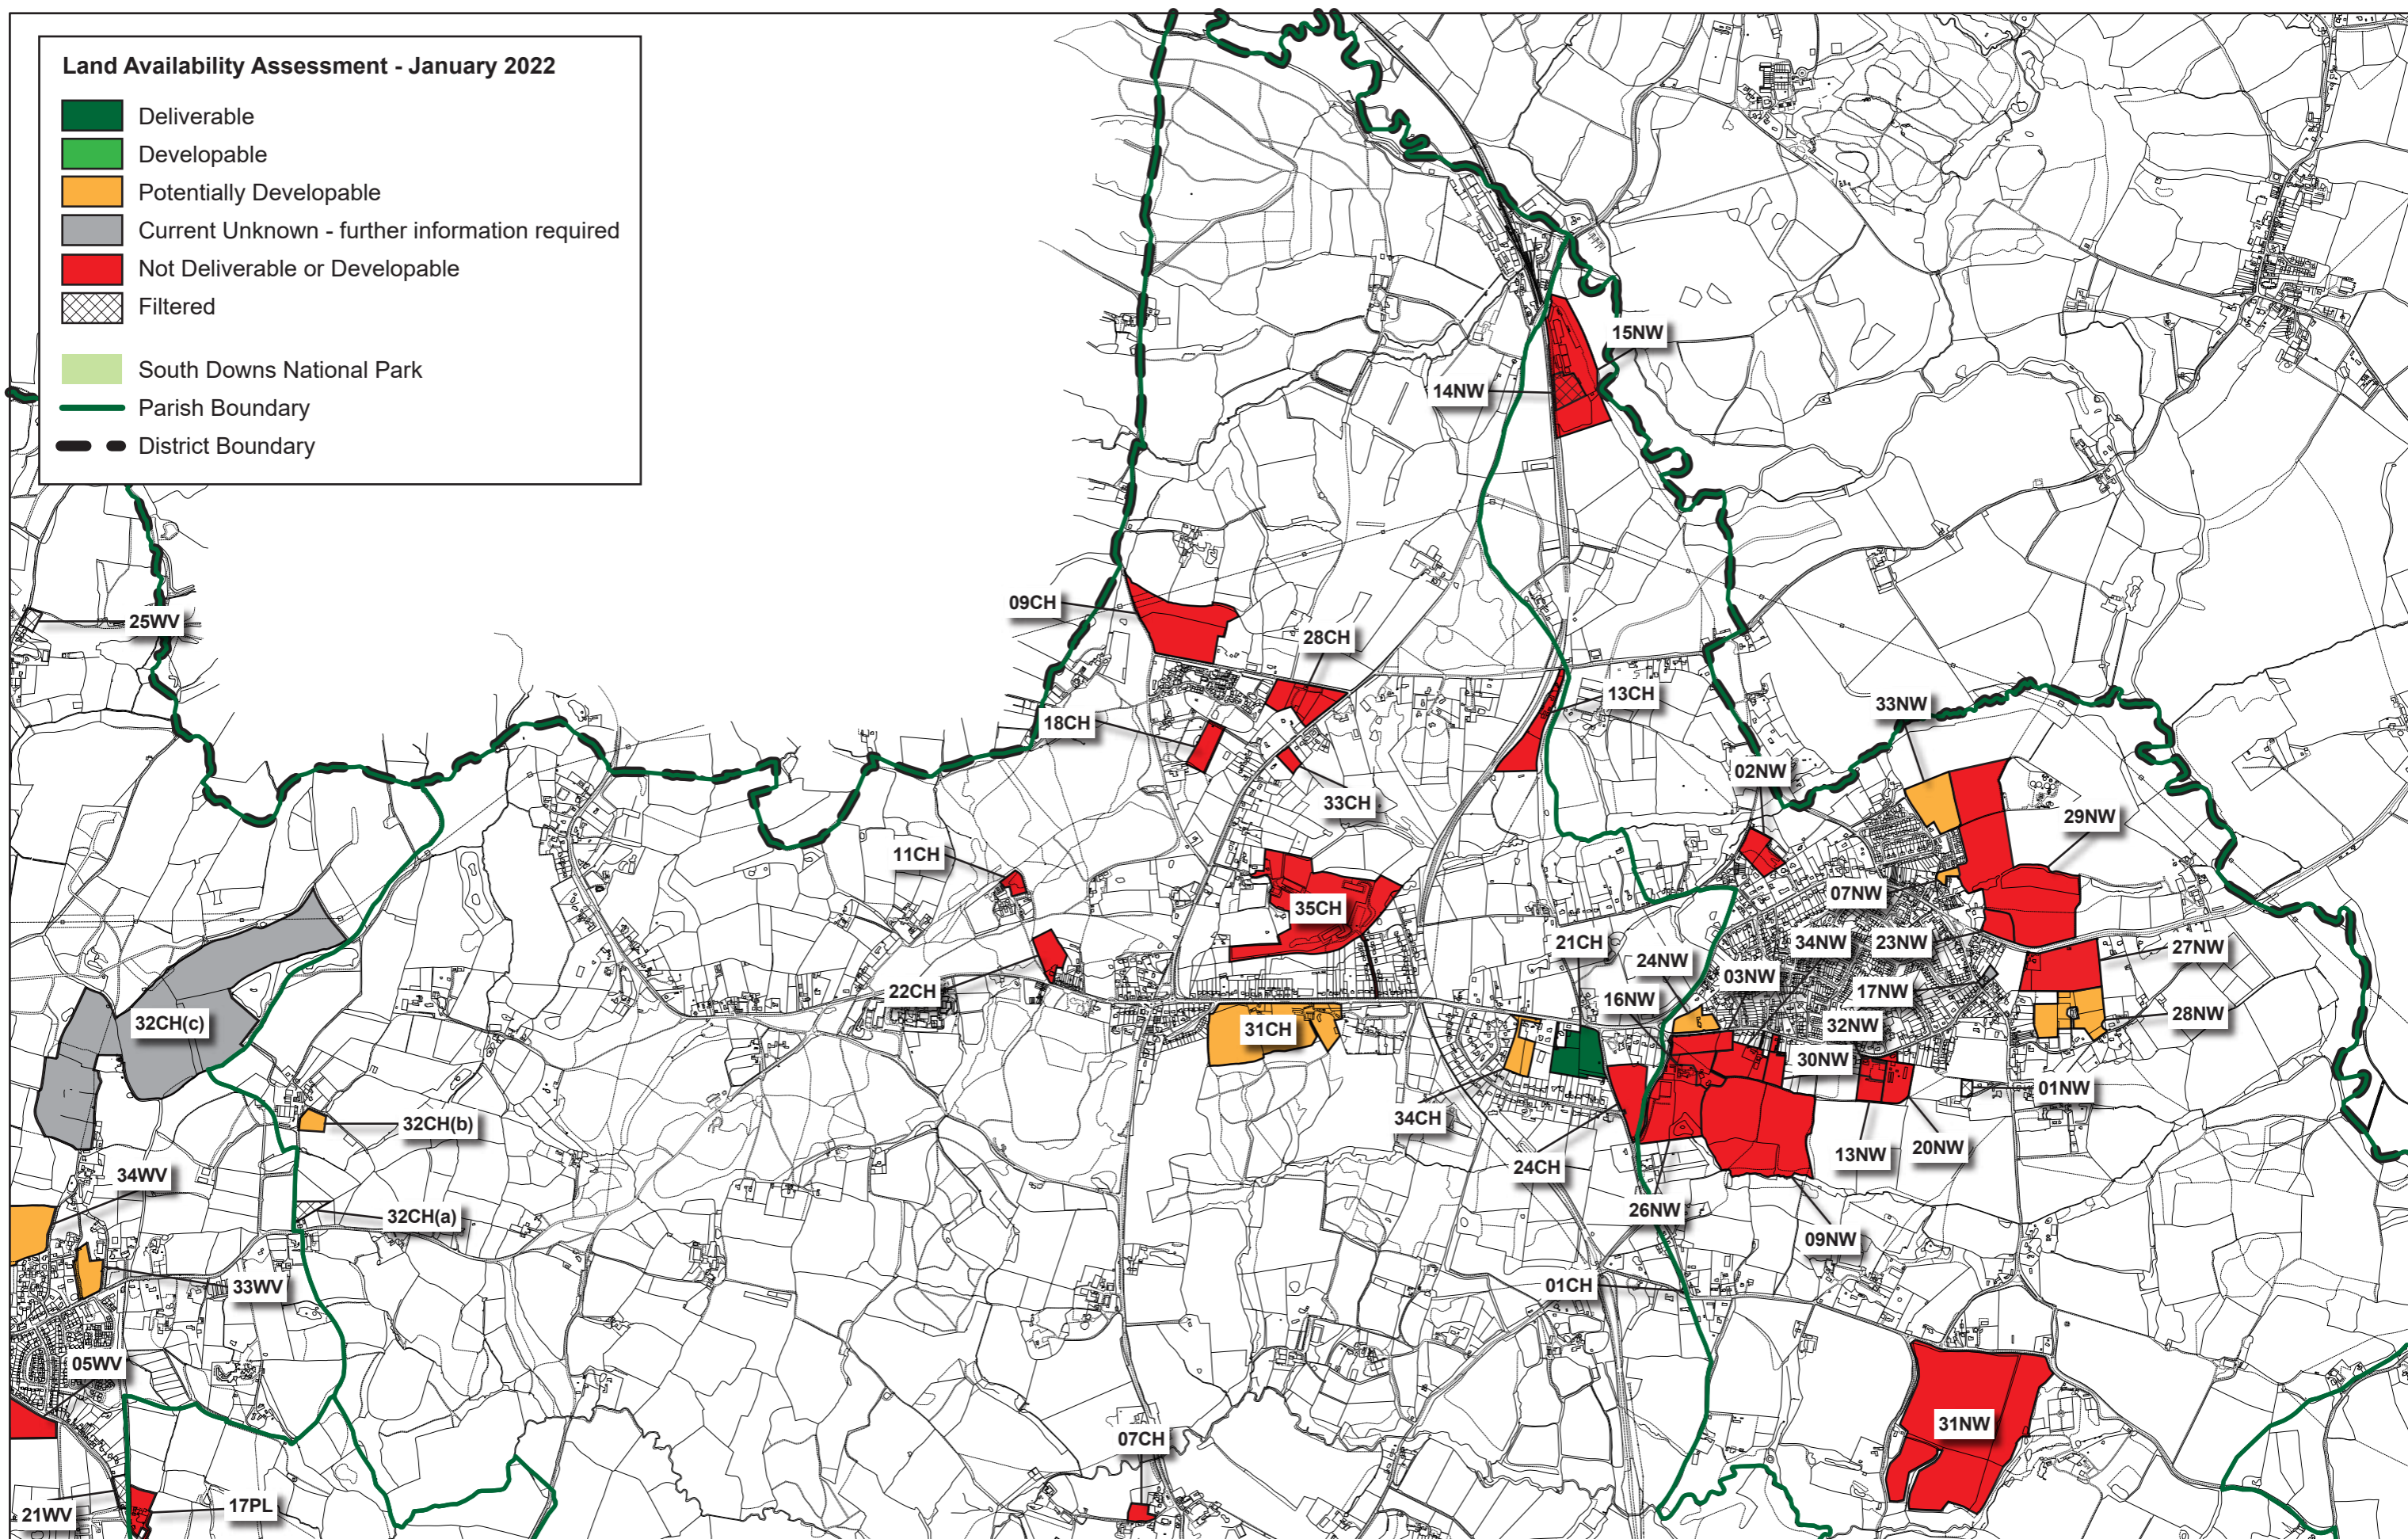 Land Availability Assessment - January 2022
Deliverable
Developable
Potentially Developable
Current Unknown - further information required
Not Deliverable or Developable
Filtered
South Downs National Park
Parish Boundary
District Boundary
15NW
14NW
25WV
09CH
28CH
13CH
18CH
33NW
02NW
33CH
29NW
11CH
07NW
35CH
21CH
34NW
23NW
27NW
24NW
03NW
22CH
17NW
16NW
28NW
32CH(c)
31CH
32NW
30NW
01NW
34CH
32CH(b)
20NW
13NW
24CH
34WV
32CH(a)
26NW
09NW
33WV
01CH
05WV
31NW
07CH
17PL
21WV